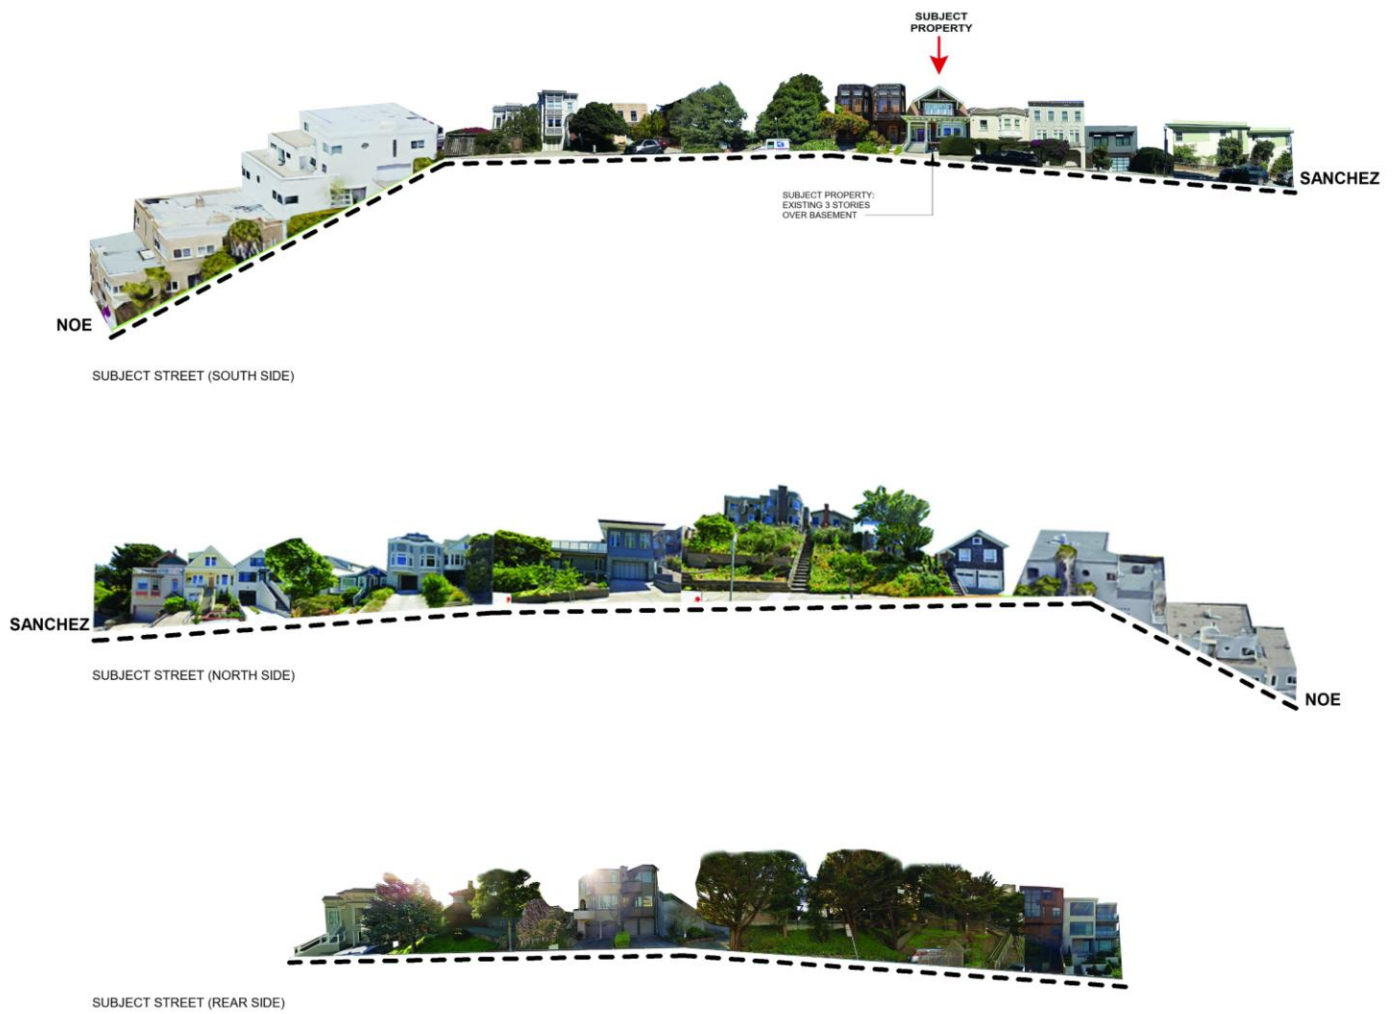 SUBJECT
PROPERTY
SANCHEZ
SUBJECT PROPERTY:
EXISTING 3 STORIES
OVER BASEMENT
NOE
SUBJECT STREET (SOUTH SIDE)
SANCHEZ
SUBJECT STREET (NORTH SIDE)
NOE
SUBJECT STREET (REAR SIDE)